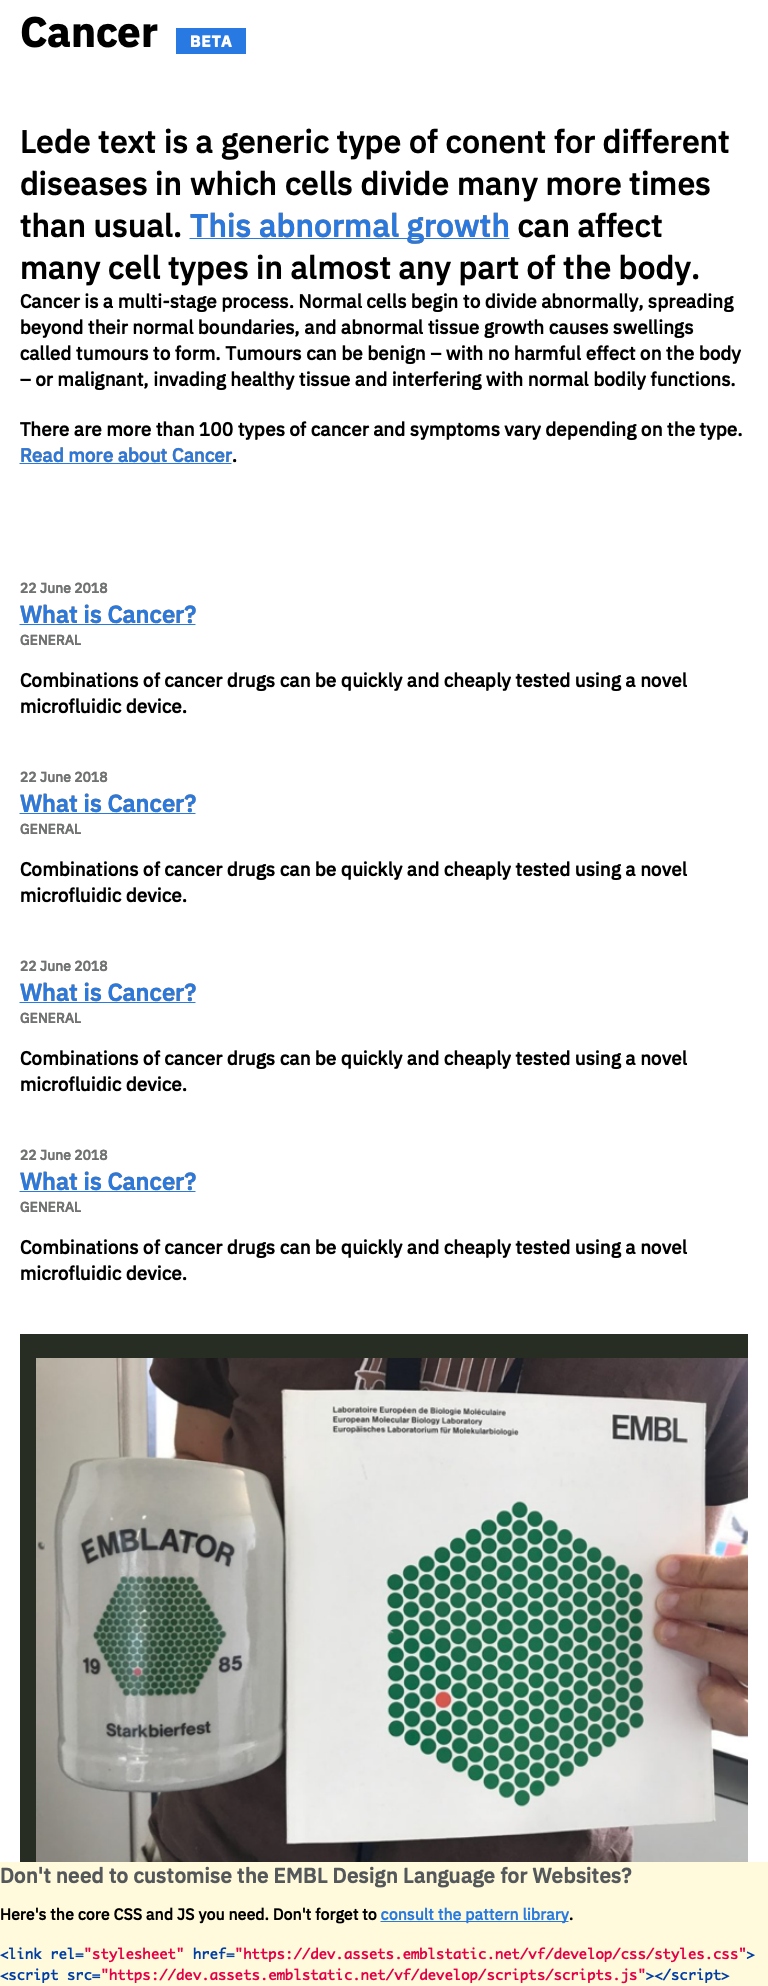 Cancer BETA
Lede text is a generic type of conent for different
diseases in which cells divide many more times
than usual. This abnormal growth can affect
many cell types in almost any part of the body.
Cancer is a multi-stage process. Normal cells begin to divide abnormally, spreading
beyond their normal boundaries, and abnormal tissue growth causes swellings
called tumours to form. Tumours can be benign – with no harmful effect on the body
– or malignant, invading healthy tissue and interfering with normal bodily functions.
There are more than 100 types of cancer and symptoms vary depending on the type.
Read more about Cancer.
22 June 2018
What is Cancer?
GENERAL
Combinations of cancer drugs can be quickly and cheaply tested using a novel
microfluidic device.
22 June 2018
What is Cancer?
GENERAL
Combinations of cancer drugs can be quickly and cheaply tested using a novel
microfluidic device.
22 June 2018
What is Cancer?
GENERAL
Combinations of cancer drugs can be quickly and cheaply tested using a novel
microfluidic device.
22 June 2018
What is Cancer?
GENERAL
Combinations of cancer drugs can be quickly and cheaply tested using a novel
microfluidic device.
Laboratoire Européen de Biologie Moléculaire
European Molecular Biology Laboratory
Europäisches Laboratorium für Molekularbiologie
EMBL
EMBLATOR
19 85
Starkbierfest
Don't need to customise the EMBL Design Language for Websites?
Here's the core CSS and JS you need. Don't forget to consult the pattern library.
<link rel="stylesheet" href="https://dev.assets.emblstatic.net/vf/develop/css/styles.css">
<script src="https://dev.assets.emblstatic.net/vf/develop/scripts/scripts.js"></script>